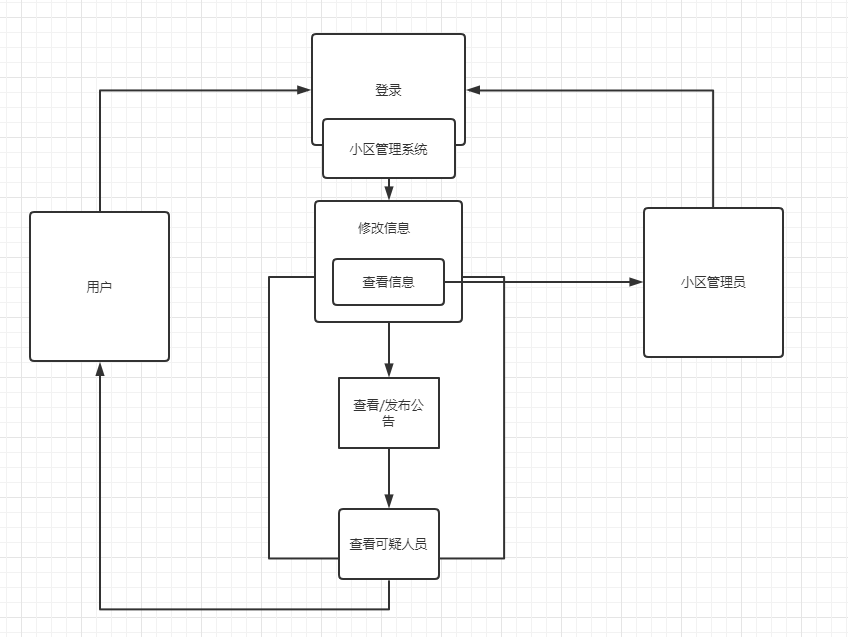 登录
小区管理系统
修改信息
查看信息
用户
小区管理员
查看/发布公
告
查看可疑人员